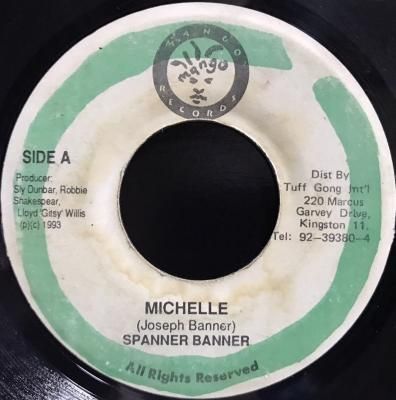 MANGO
mango
RECORDS
SIDE A
Producer:
Sly Dunbar, Robbie
Shakespear,
Lloyd 'Gitsy' Willis
(p)(c) 1993
Dist By
Tuff Gong Int'l
220 Marcus
Garvey Drive,
Kingston 11.
Tel: 92-39380-4
MICHELLE
(Joseph Banner)
SPANNER BANNER
All Rights Reserved